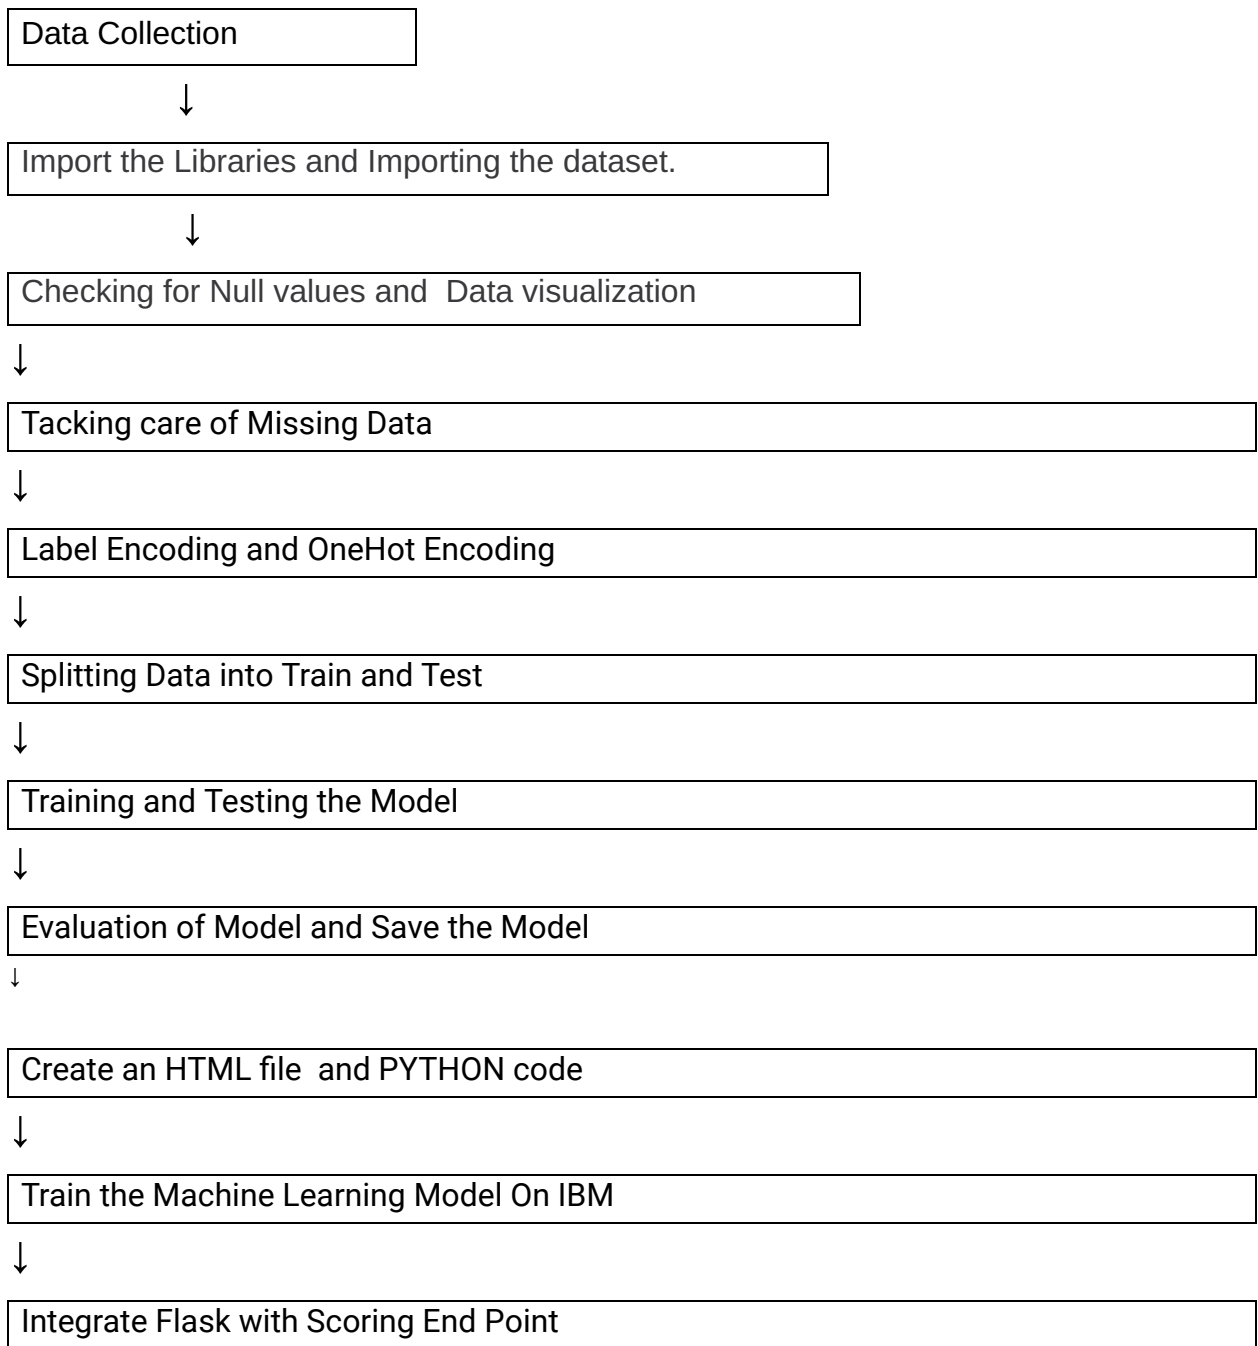 Data Collection
↓
Import the Libraries and Importing the dataset.
↓
Checking for Null values and  Data visualization
↓
Tacking care of Missing Data
↓
Label Encoding and OneHot Encoding
↓
Splitting Data into Train and Test
↓
Training and Testing the Model
↓
Evaluation of Model and Save the Model
↓
Create an HTML file  and PYTHON code
↓
Train the Machine Learning Model On IBM
↓
Integrate Flask with Scoring End Point